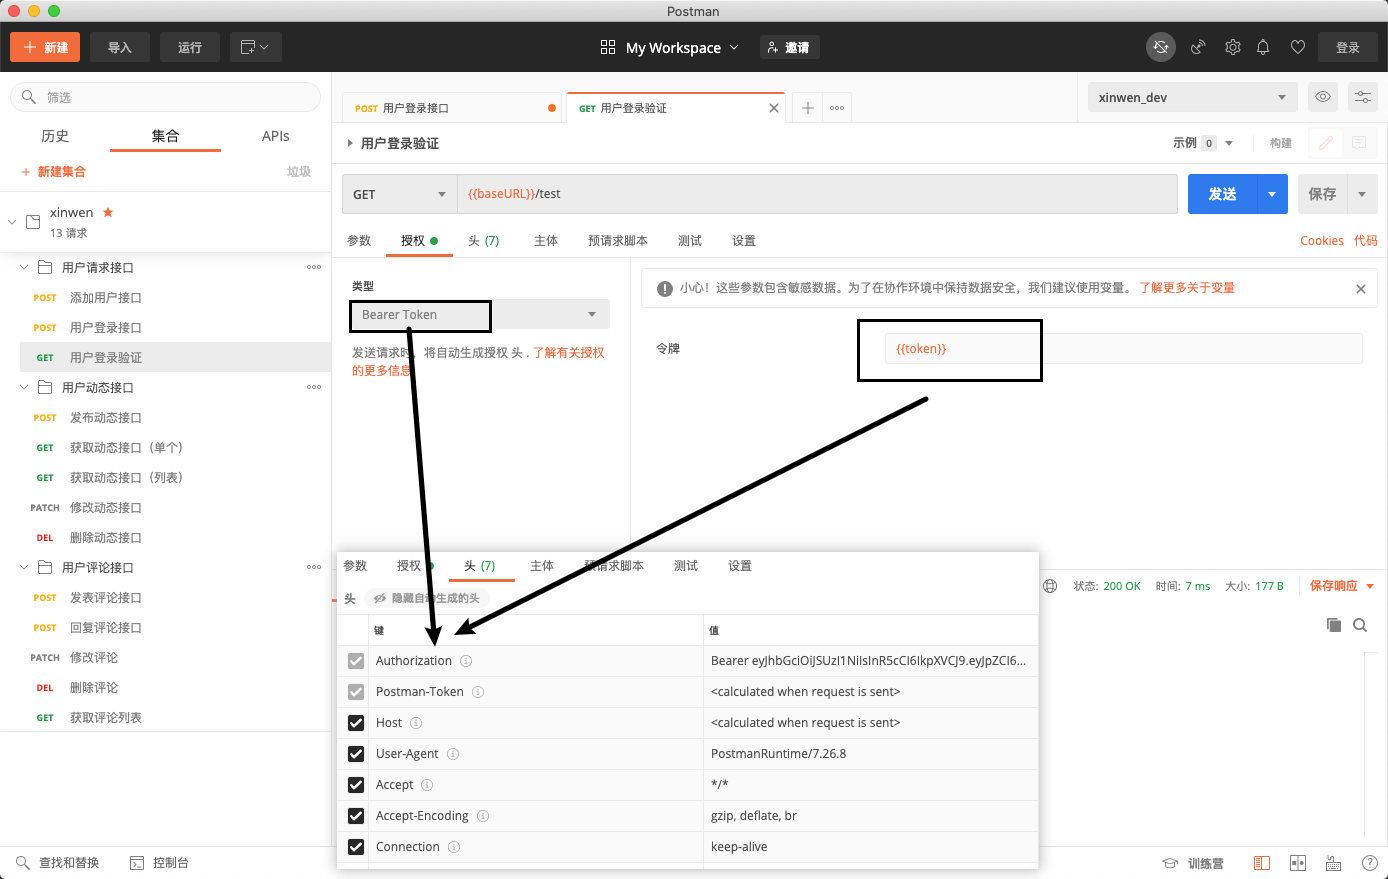 Postman
新建
导入
运行
My Workspace
邀请
登录
筛选
历史
集合
APIs
新建集合
垃圾
xinwen
13 请求
用户请求接口
POST 添加用户接口
POST 用户登录接口
GET 用户登录验证
用户动态接口
POST 发布动态接口
GET 获取动态接口（单个）
GET 获取动态接口（列表）
PATCH 修改动态接口
DEL 删除动态接口
用户评论接口
POST 发表评论接口
POST 回复评论接口
PATCH 修改评论
DEL 删除评论
GET 获取评论列表
POST 用户登录接口
GET 用户登录验证
xinwen_dev
用户登录验证
示例 0
构建
GET
{{baseURL}}/test
发送
保存
参数
授权
头 (7)
主体
预请求脚本
测试
设置
Cookies
代码
类型
Bearer Token
发送请求时，将自动生成授权 头 . 了解有关授权
的更多信息
小心！这些参数包含敏感数据。为了在协作环境中保持数据安全，我们建议使用变量。 了解更多关于变量
令牌
{{token}}
参数
授权
头 (7)
主体
预请求脚本
测试
设置
头
隐藏自动生成的头
键
值
Authorization
Bearer eyJhbGciOiJSUzI1NiIsInR5cCI6IkpXVCJ9.eyJpZCI6...
Postman-Token
<calculated when request is sent>
Host
<calculated when request is sent>
User-Agent
PostmanRuntime/7.26.8
Accept
*/*
Accept-Encoding
gzip, deflate, br
Connection
keep-alive
状态: 200 OK
时间: 7 ms
大小: 177 B
保存响应
查找和替换
控制台
训练营